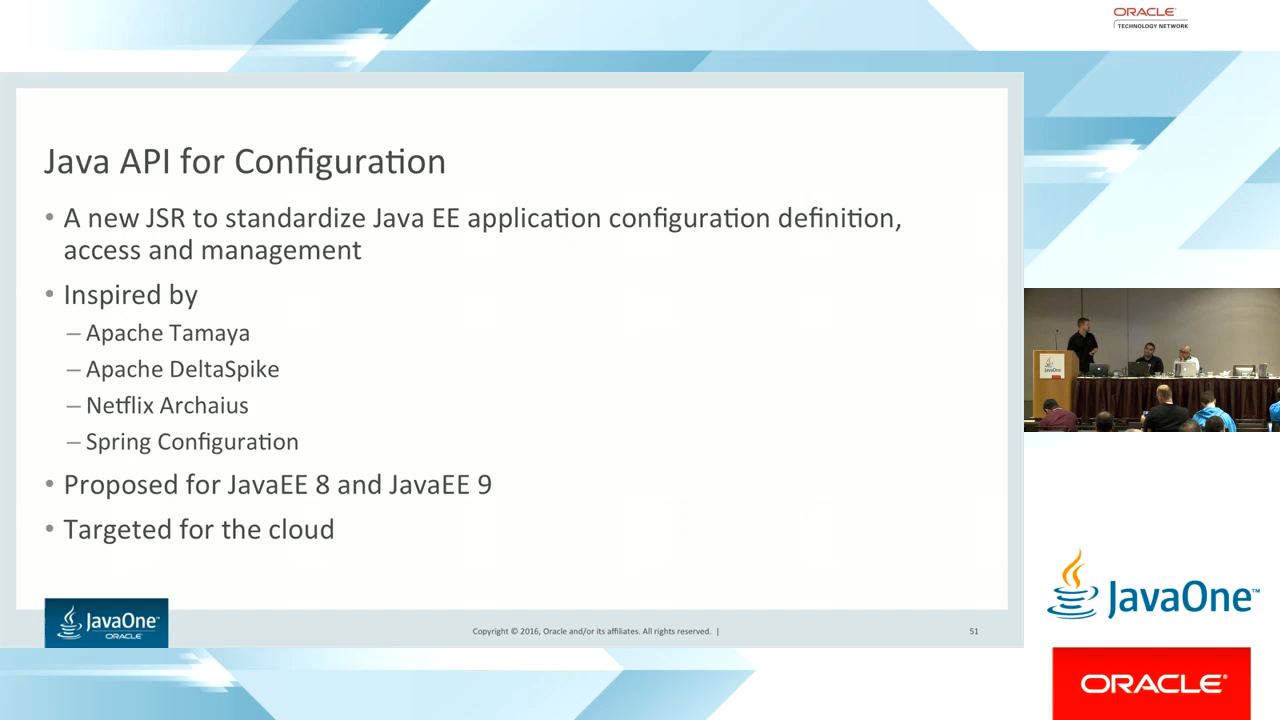 ORACLE
TECHNOLOGY NETWORK
Java API for Configuration
• A new JSR to standardize Java EE application configuration definition,
access and management
• Inspired by
– Apache Tamaya
– Apache DeltaSpike
– Netflix Archaius
– Spring Configuration
• Proposed for JavaEE 8 and JavaEE 9
• Targeted for the cloud
JavaOne™
ORACLE
Copyright © 2016, Oracle and/or its affiliates. All rights reserved. |
51
JavaOne
JavaOne™
ORACLE®